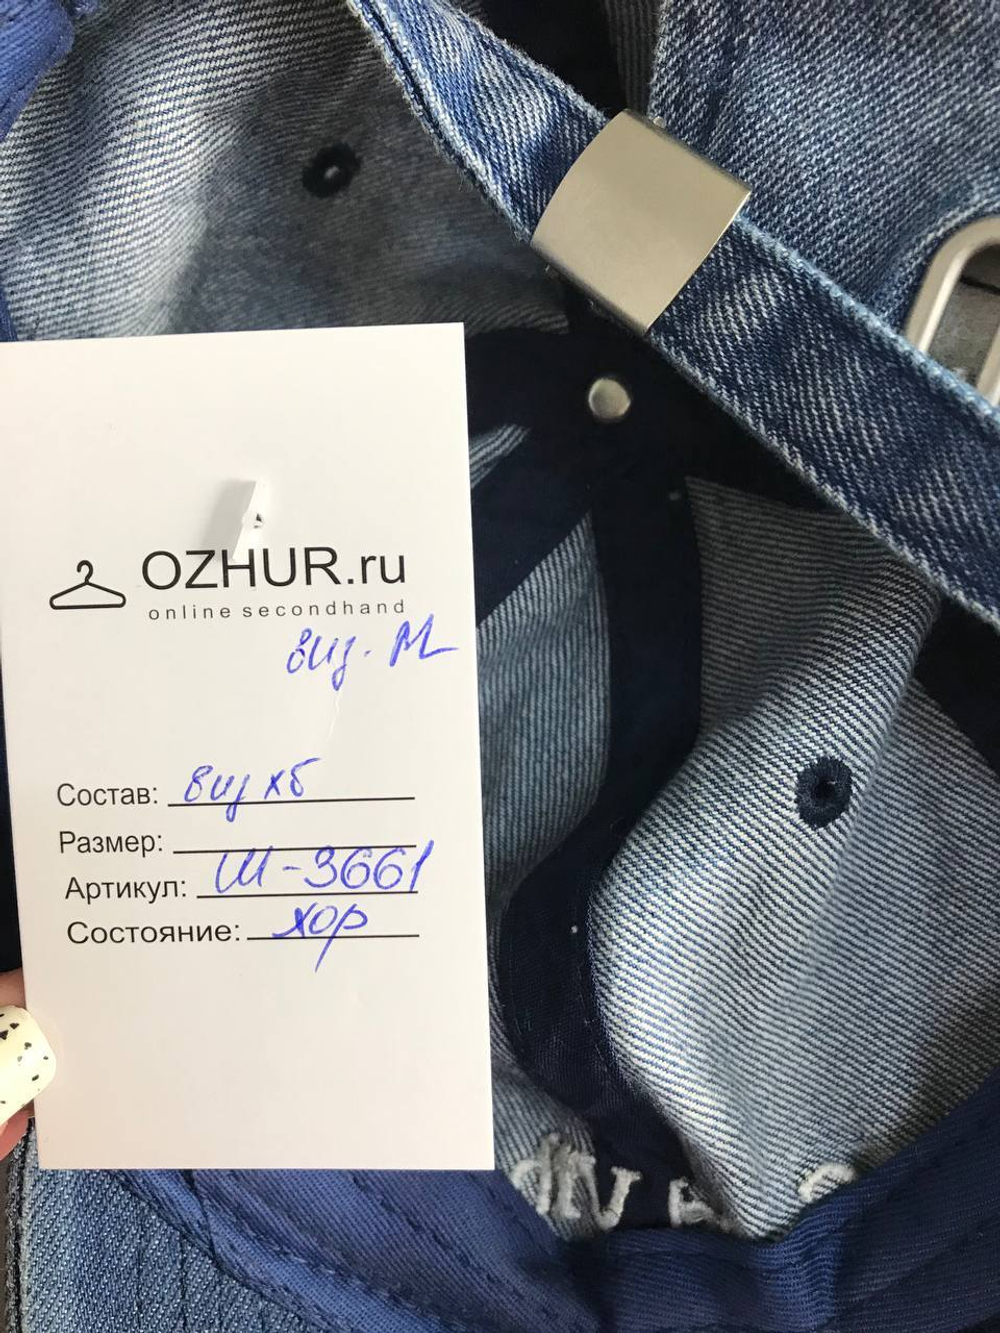 OZHUR.ru
online secondhand
виз. М
Состав: виз хб
Размер:
Артикул: Ш-3661
Состояние: хор